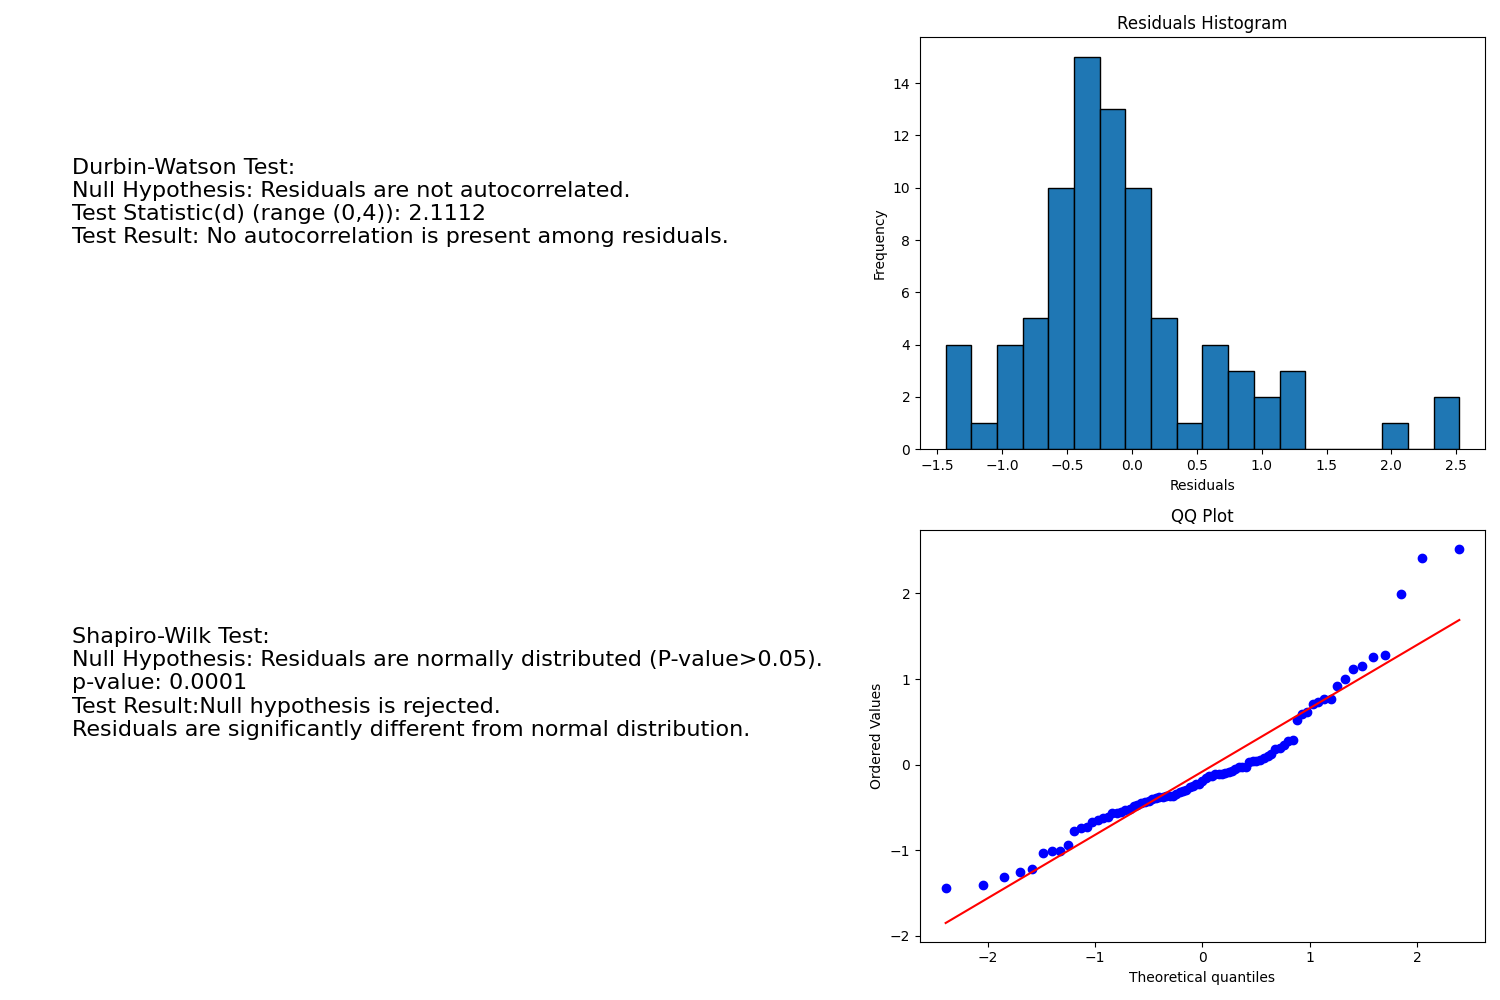 Durbin-Watson Test:
Null Hypothesis: Residuals are not autocorrelated.
Test Statistic(d) (range (0,4)): 2.1112
Test Result: No autocorrelation is present among residuals.
Residuals Histogram
Frequency
14
12
10
8
6
4
2
0
−1.5 −1.0 −0.5 0.0 0.5 1.0 1.5 2.0 2.5
Residuals
Shapiro-Wilk Test:
Null Hypothesis: Residuals are normally distributed (P-value>0.05).
p-value: 0.0001
Test Result:Null hypothesis is rejected.
Residuals are significantly different from normal distribution.
QQ Plot
Ordered Values
2
1
0
−1
−2
−2 −1 0 1 2
Theoretical quantiles